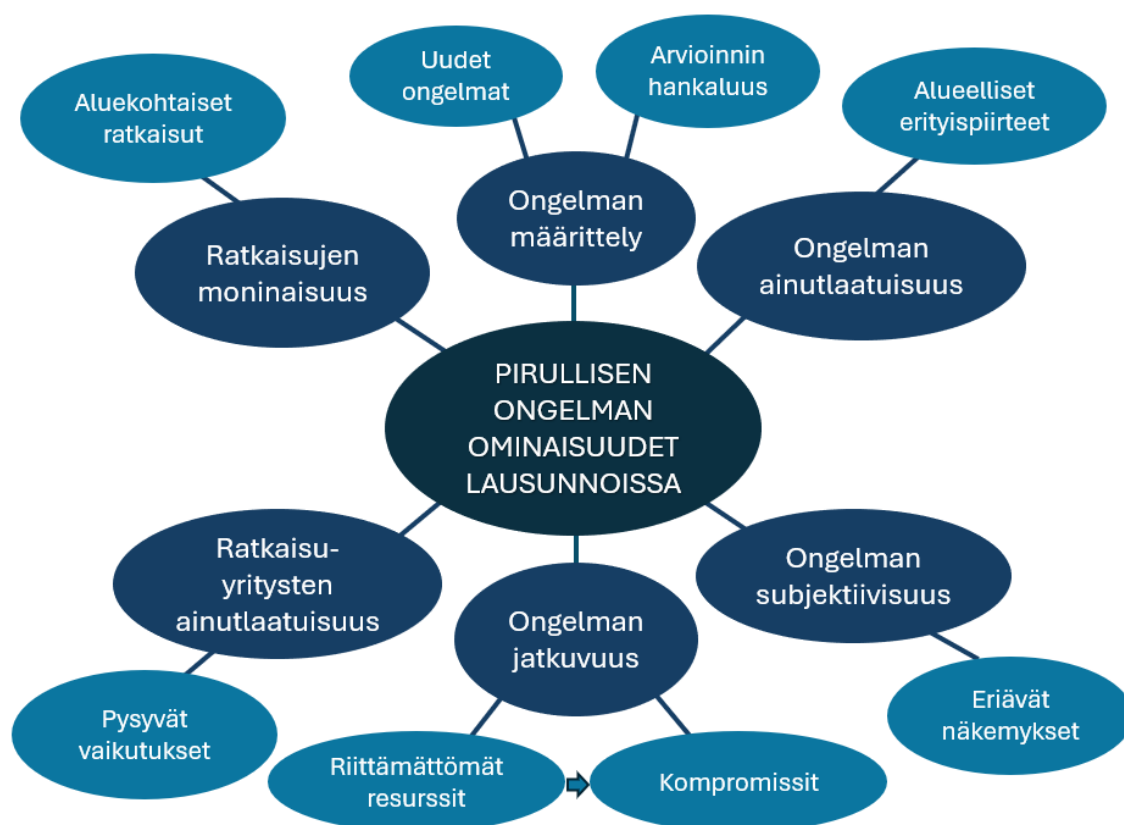 Uudet
ongelmat
Arvioinnin
hankaluus
Aluekohtaiset
ratkaisut
Alueelliset
erityispiirteet
Ongelman
määrittely
Ratkaisujen
moninaisuus
Ongelman
ainutlaatuisuus
PIRULLISEN
ONGELMAN
OMINAISUUDET
LAUSUNNOISSA
Ratkaisu-
yritysten
ainutlaatuisuus
Ongelman
jatkuvuus
Ongelman
subjektiivisuus
Pysyvät
vaikutukset
Riittämättömät
resurssit
Kompromissit
Eriävät
näkemykset